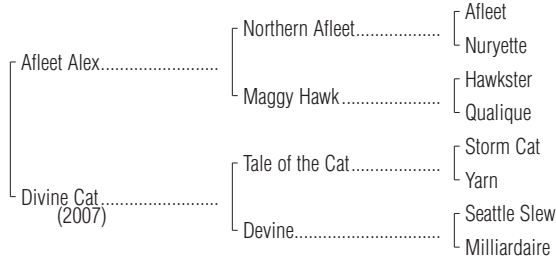 Afleet
Northern Afleet....................
Nuryette
Afleet Alex............................
Hawkster
Maggy Hawk.......................
Qualique
Storm Cat
Tale of the Cat.....................
Yarn
Divine Cat............................
(2007)
Seattle Slew
Devine..................................
Milliardaire